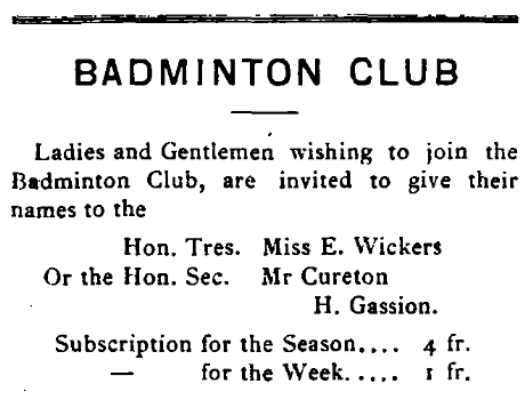 BADMINTON CLUB
Ladies and Gentlemen wishing to join the
Badminton Club, are invited to give their
names to the
Hon. Tres. Miss E. Wickers
Or the Hon. Sec. Mr Cureton
H. Gassion.
Subscription for the Season.... 4 fr.
— for the Week..... 1 fr.